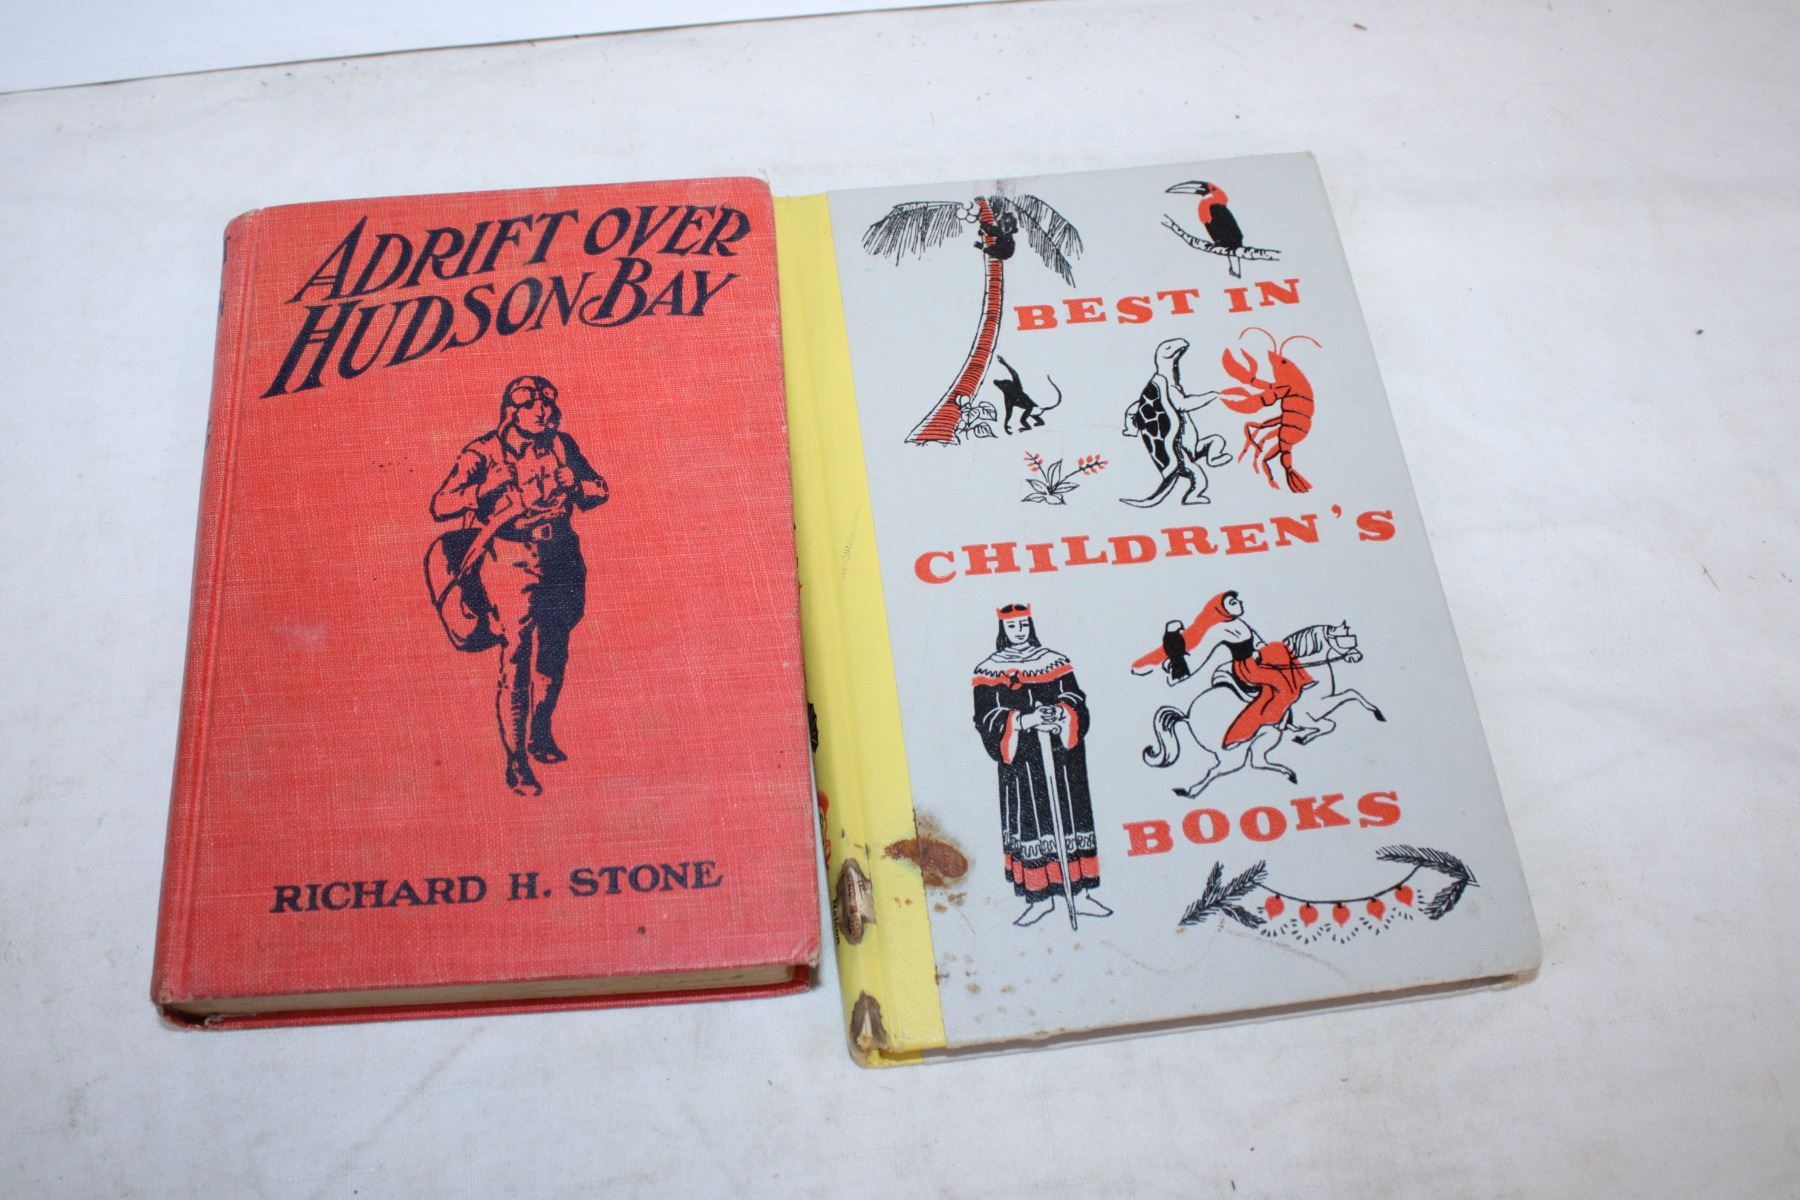 ADRIFT OVER
HUDSON BAY
RICHARD H. STONE
BEST IN
CHILDREN'S
BOOKS